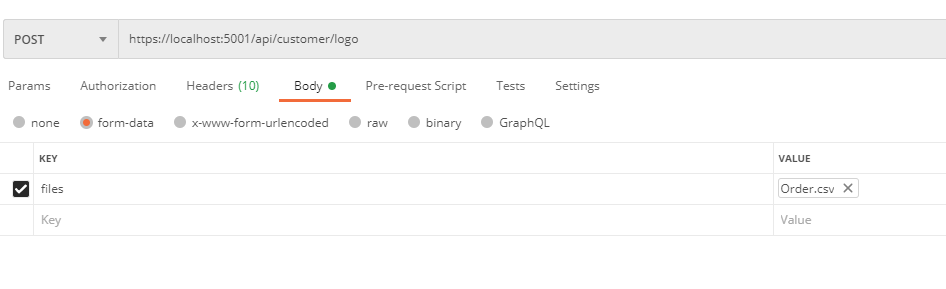 POST https://localhost:5001/api/customer/logo
Params Authorization Headers (10) Body Pre-request Script Tests Settings
none form-data x-www-form-urlencoded raw binary GraphQL
KEY VALUE
files Order.csv
Key Value